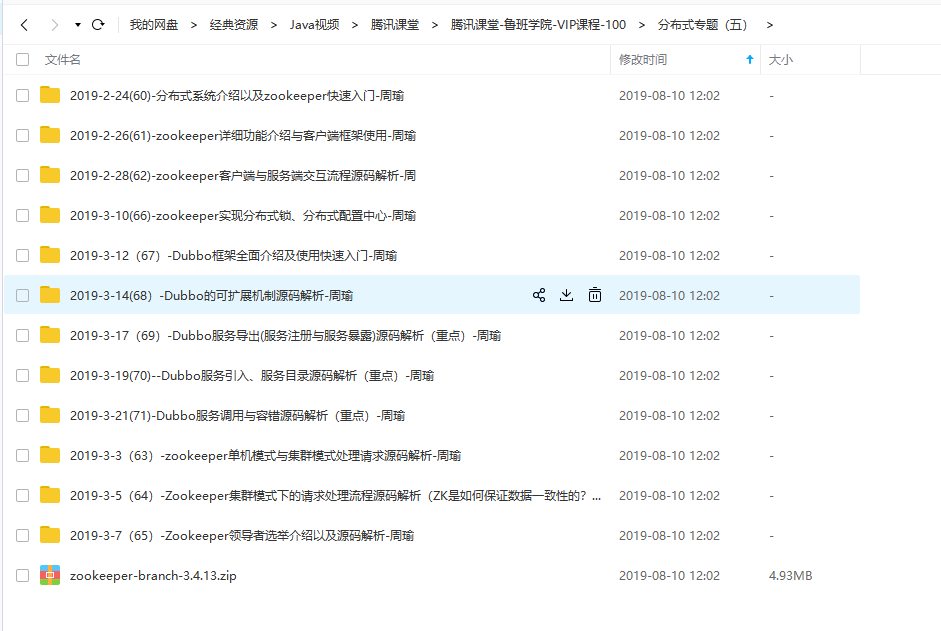 我的网盘 > 经典资源 > Java视频 > 腾讯课堂 > 腾讯课堂-鲁班学院-VIP课程-100 > 分布式专题（五） >
文件名 修改时间 大小
2019-2-24(60)-分布式系统介绍以及zookeeper快速入门-周瑜 2019-08-10 12:02 -
2019-2-26(61)-zookeeper详细功能介绍与客户端框架使用-周瑜 2019-08-10 12:02 -
2019-2-28(62)-zookeeper客户端与服务端交互流程源码解析-周 2019-08-10 12:02 -
2019-3-10(66)-zookeeper实现分布式锁、分布式配置中心-周瑜 2019-08-10 12:02 -
2019-3-12（67）-Dubbo框架全面介绍及使用快速入门-周瑜 2019-08-10 12:02 -
2019-3-14(68）-Dubbo的可扩展机制源码解析-周瑜 2019-08-10 12:02 -
2019-3-17（69）-Dubbo服务导出(服务注册与服务暴露)源码解析（重点）-周瑜 2019-08-10 12:02 -
2019-3-19(70)--Dubbo服务引入、服务目录源码解析（重点）-周瑜 2019-08-10 12:02 -
2019-3-21(71)-Dubbo服务调用与容错源码解析（重点）-周瑜 2019-08-10 12:02 -
2019-3-3（63）-zookeeper单机模式与集群模式处理请求源码解析-周瑜 2019-08-10 12:02 -
2019-3-5（64）-Zookeeper集群模式下的请求处理流程源码解析（ZK是如何保证数据一致性的？... 2019-08-10 12:02 -
2019-3-7（65）-Zookeeper领导者选举介绍以及源码解析-周瑜 2019-08-10 12:02 -
zookeeper-branch-3.4.13.zip 2019-08-10 12:02 4.93MB